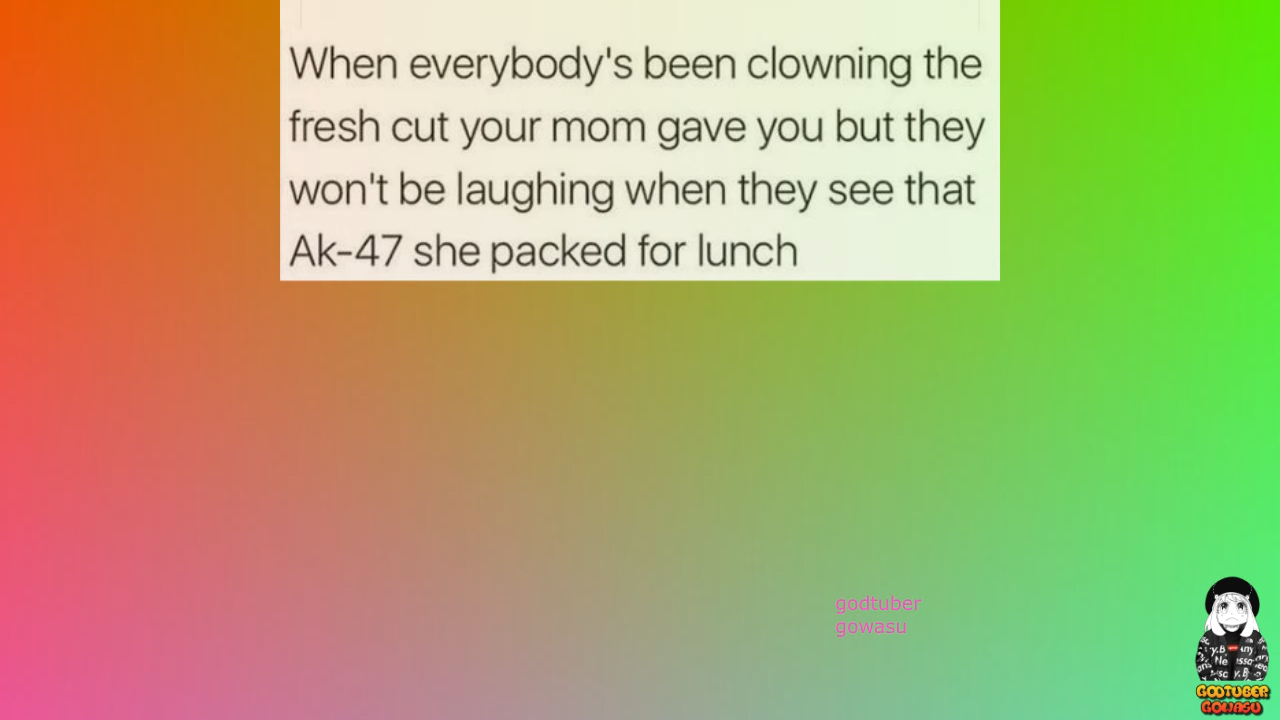 When everybody's been clowning the
fresh cut your mom gave you but they
won't be laughing when they see that
Ak-47 she packed for lunch
godtuber
gowasu
GODTUBER
GOWASU